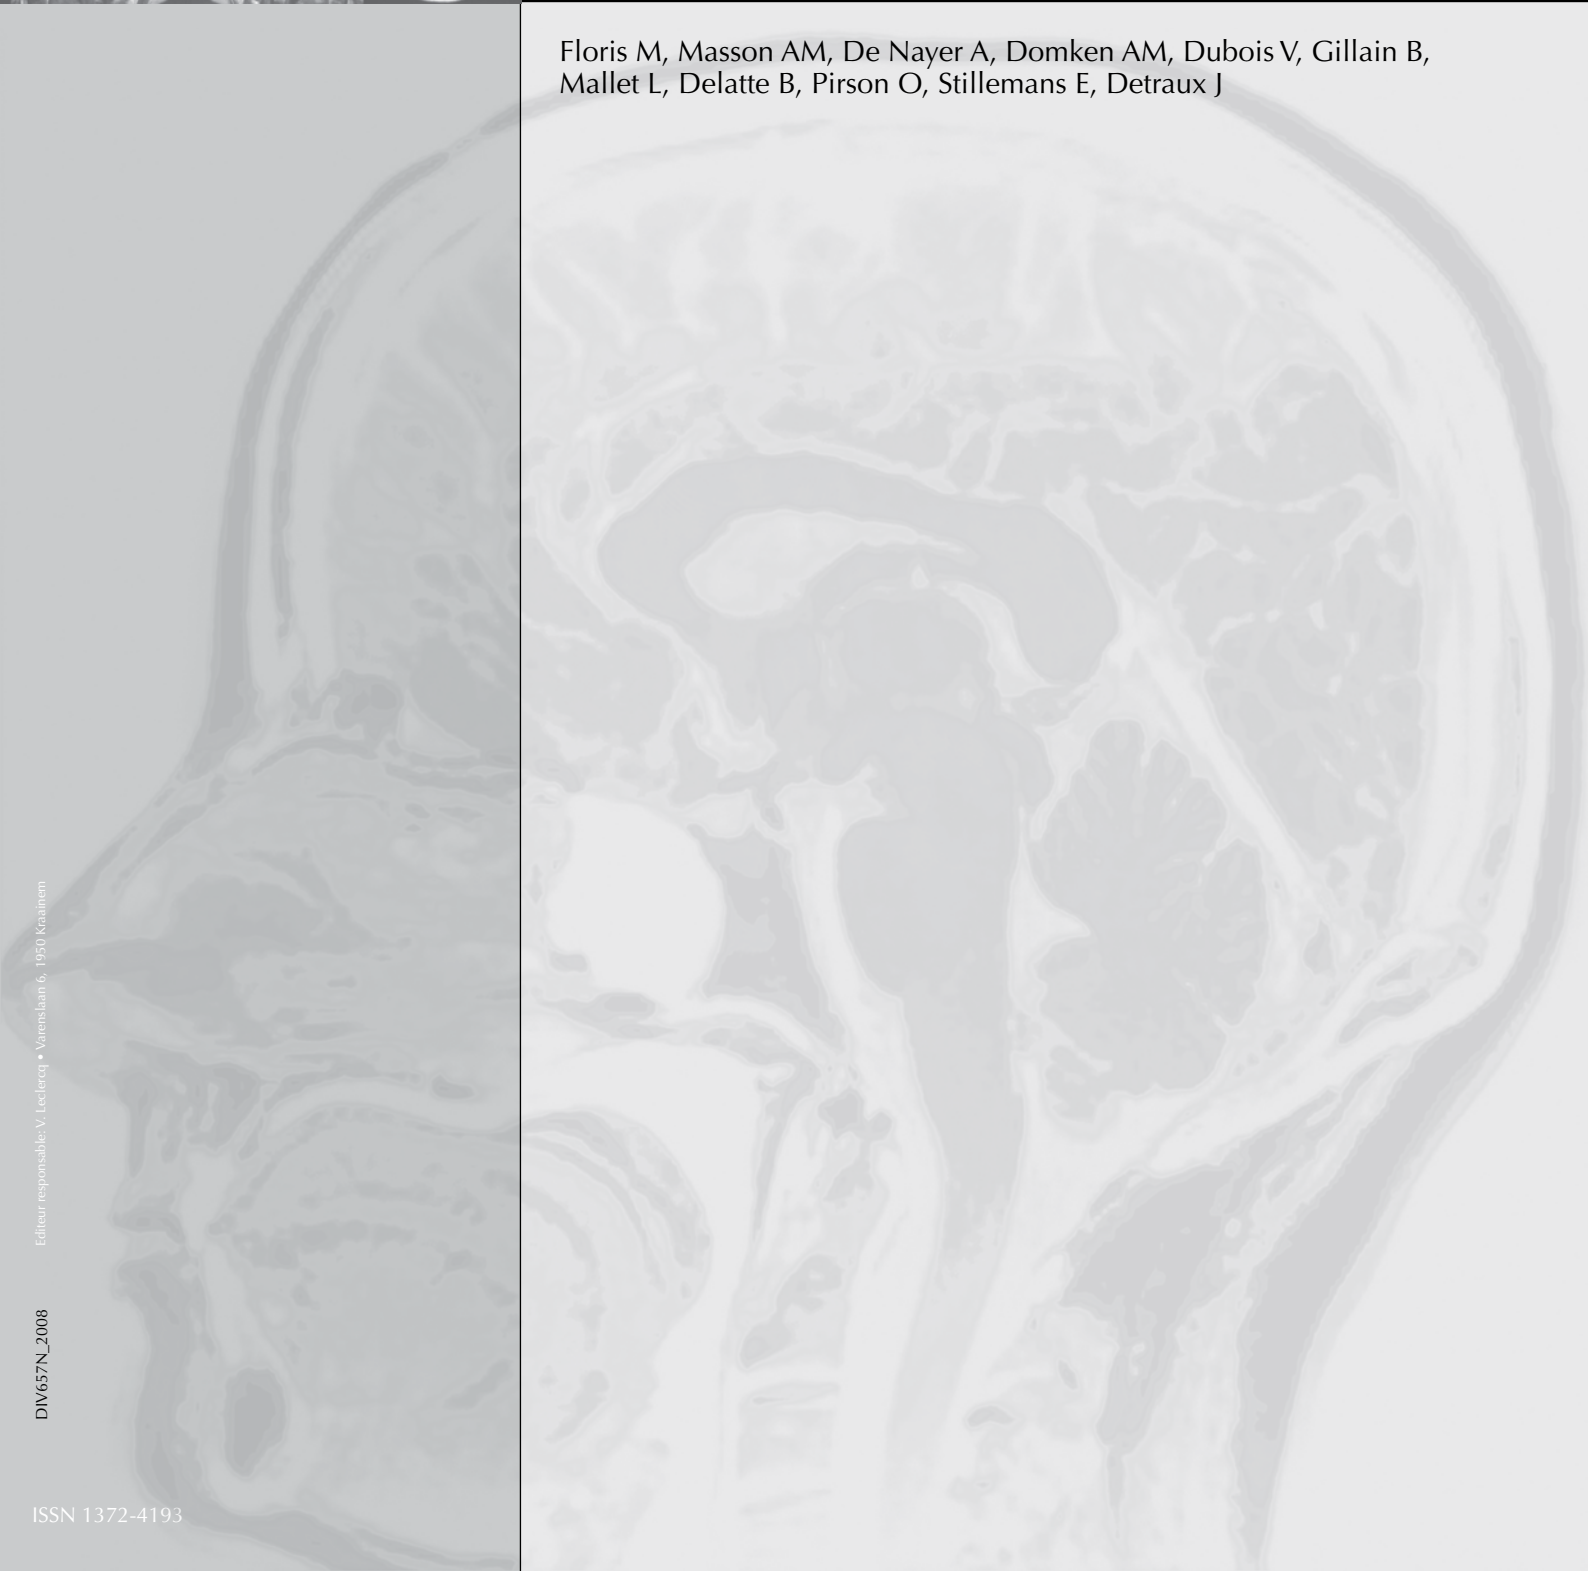 Floris M, Masson AM, De Nayer A, Domken AM, Dubois V, Gillain B,
Mallet L, Delatte B, Pirson O, Stillemans E, Detraux J
Editeur responsable: V. Leclercq • Varenslaan 6, 1950 Kraainem
DIV657N_2008
ISSN 1372-4193